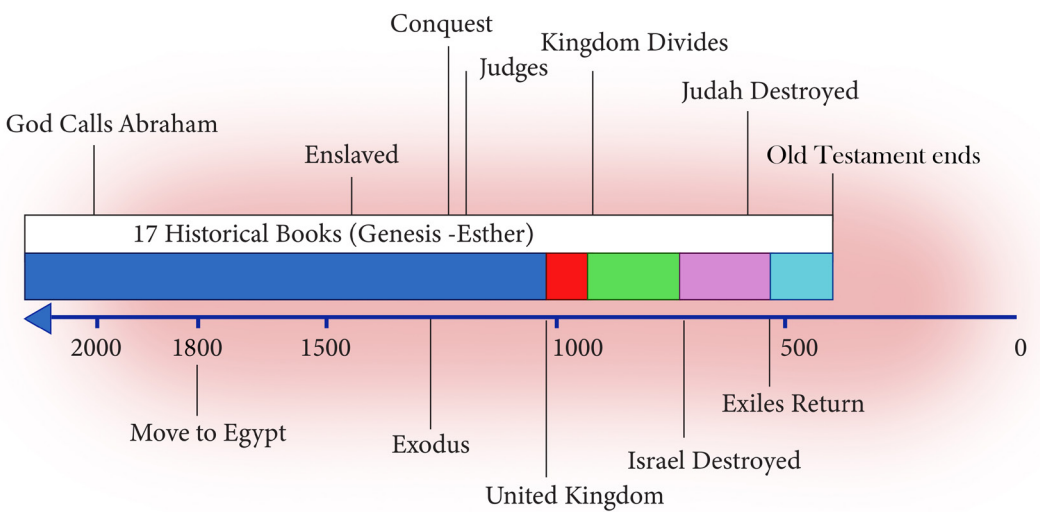 Conquest
Kingdom Divides
Judges
Judah Destroyed
God Calls Abraham
Enslaved
Old Testament ends
17 Historical Books (Genesis -Esther)
2000
1800
1500
1000
500
0
Exiles Return
Move to Egypt
Exodus
Israel Destroyed
United Kingdom